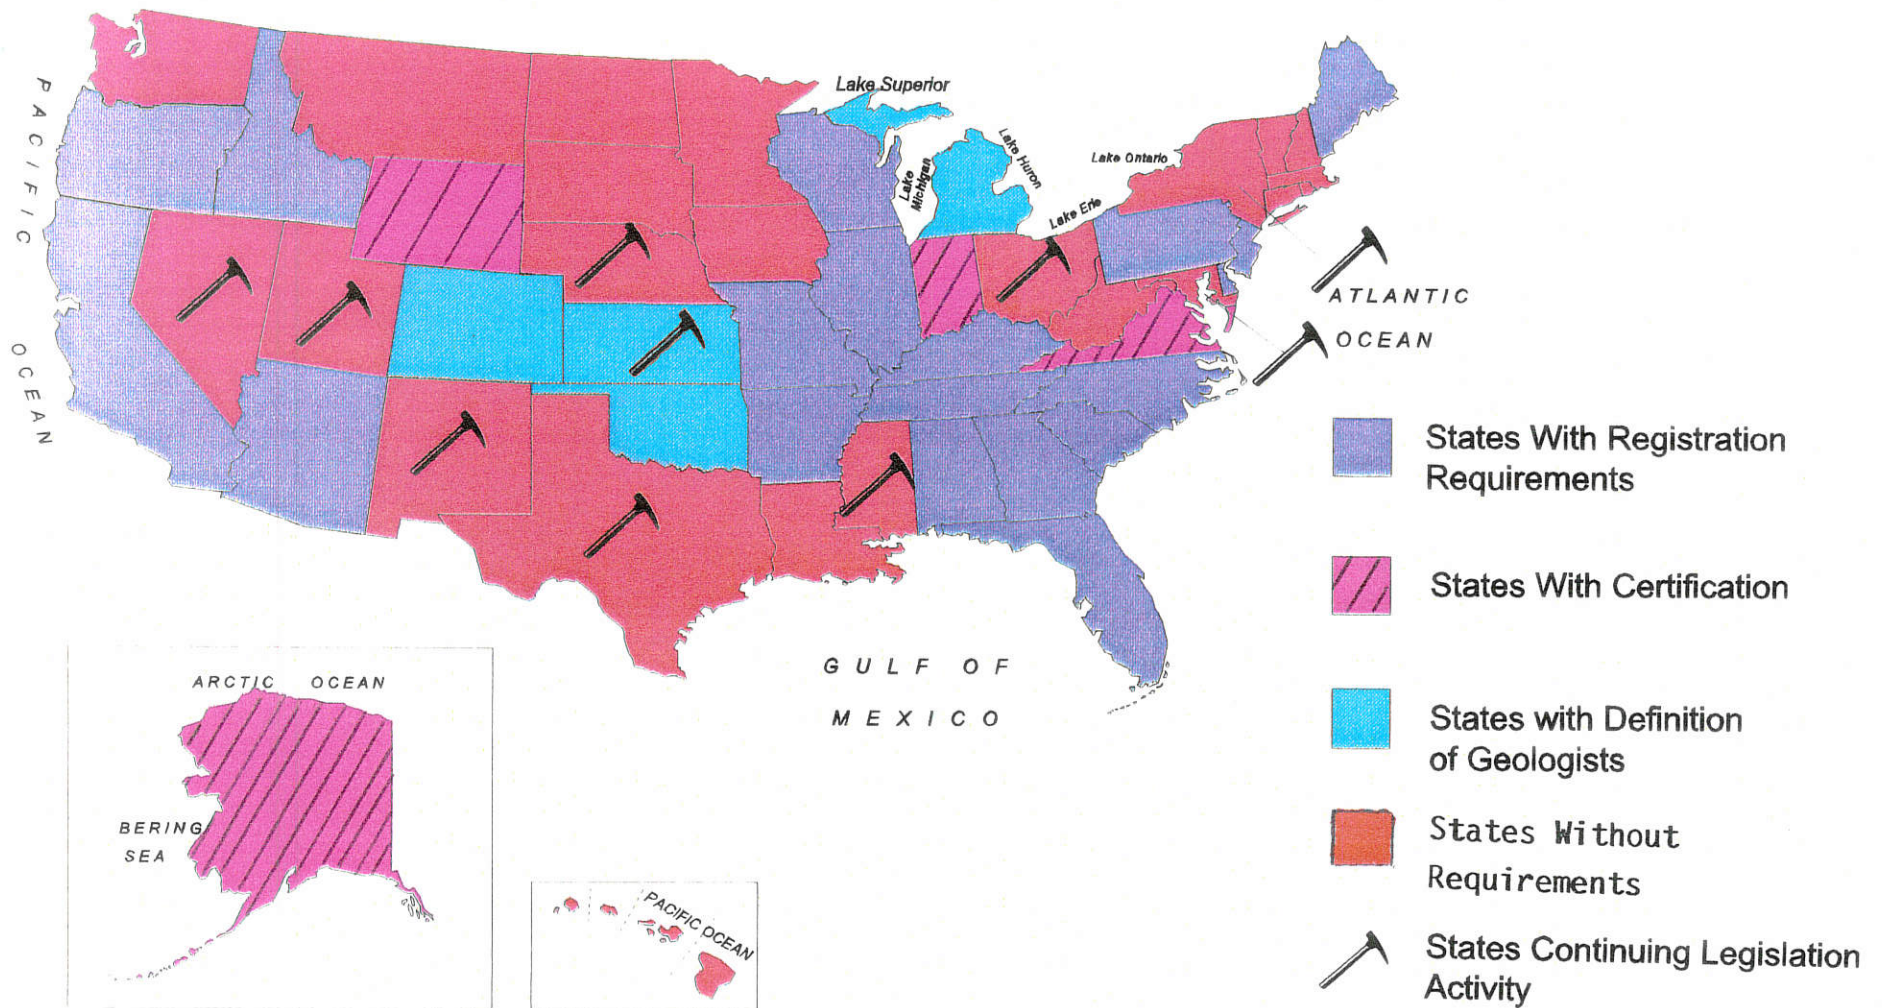 Lake Superior
Lake Huron
Lake Ontario
Lake
Michigan
Lake Erie
PACIFIC
OCEAN
ATLANTIC
OCEAN
GULF OF
MEXICO
ARCTIC OCEAN
BERING
SEA
PACIFIC OCEAN
States With Registration
Requirements
States With Certification
States with Definition
of Geologists
States Without
Requirements
States Continuing Legislation
Activity